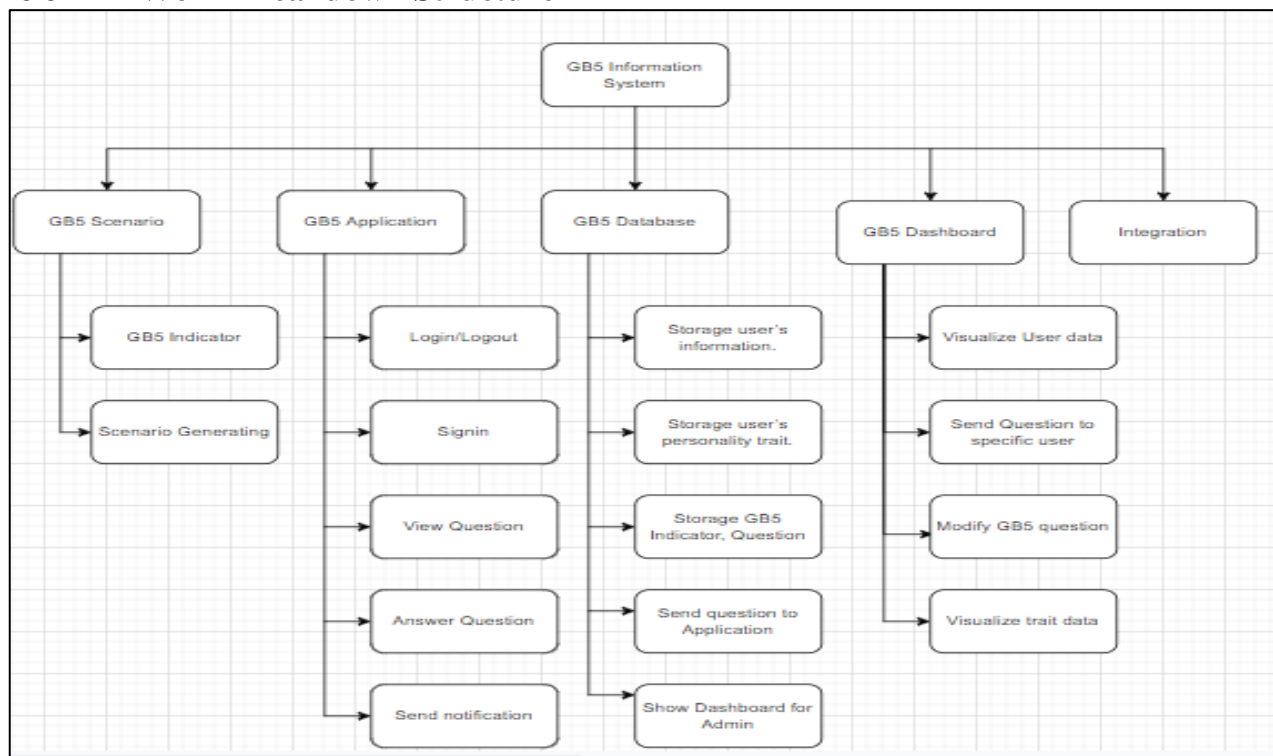 Work Breakdown Structure
GB5 Information
System
GB5 Scenario
GB5 Application
GB5 Database
GB5 Dashboard
Integration
GB5 Indicator
Scenario Generating
Login/Logout
Signin
View Question
Answer Question
Send notification
Storage user's
information.
Storage user's
personality trait.
Storage GB5
Indicator, Question
Send question to
Application
Show Dashboard for
Admin
Visualize User data
Send Question to
specific user
Modify GB5 question
Visualize trait data